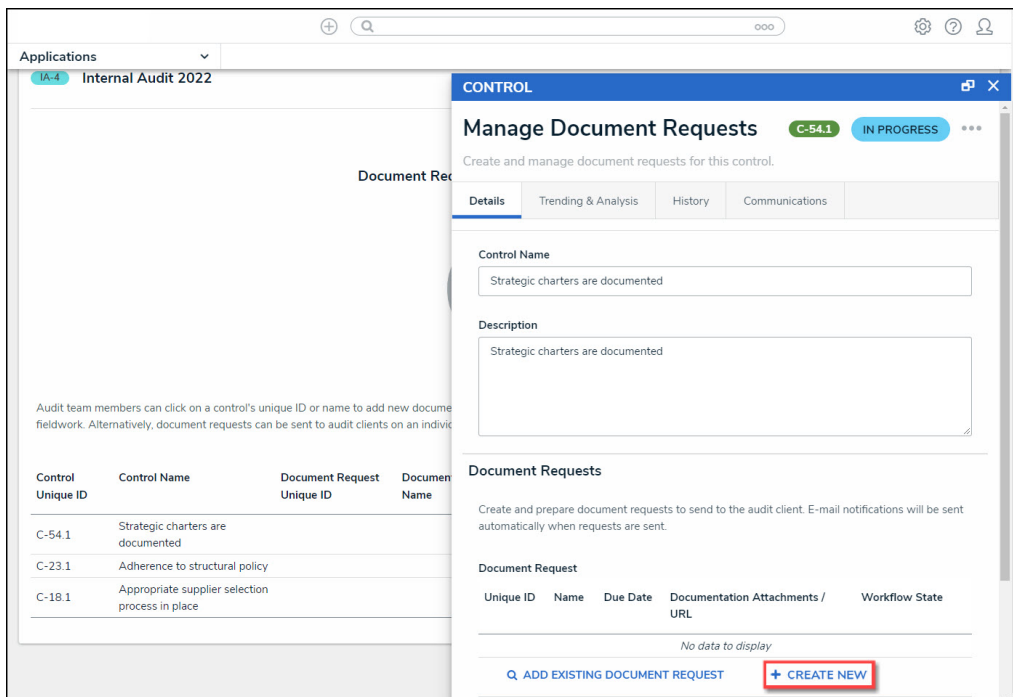 Applications
IA-4 Internal Audit 2022
Document Req
Audit team members can click on a control's unique ID or name to add new docume
fieldwork. Alternatively, document requests can be sent to audit clients on an individ
Control Unique ID
Control Name
Document Request Unique ID
Document Name
C-54.1 Strategic charters are documented
C-23.1 Adherence to structural policy
C-18.1 Appropriate supplier selection process in place
CONTROL
Manage Document Requests C-54.1 IN PROGRESS
Create and manage document requests for this control.
Details Trending & Analysis History Communications
Control Name
Strategic charters are documented
Description
Strategic charters are documented
Document Requests
Create and prepare document requests to send to the audit client. E-mail notifications will be sent
automatically when requests are sent.
Document Request
Unique ID Name Due Date Documentation Attachments / URL Workflow State
No data to display
ADD EXISTING DOCUMENT REQUEST + CREATE NEW